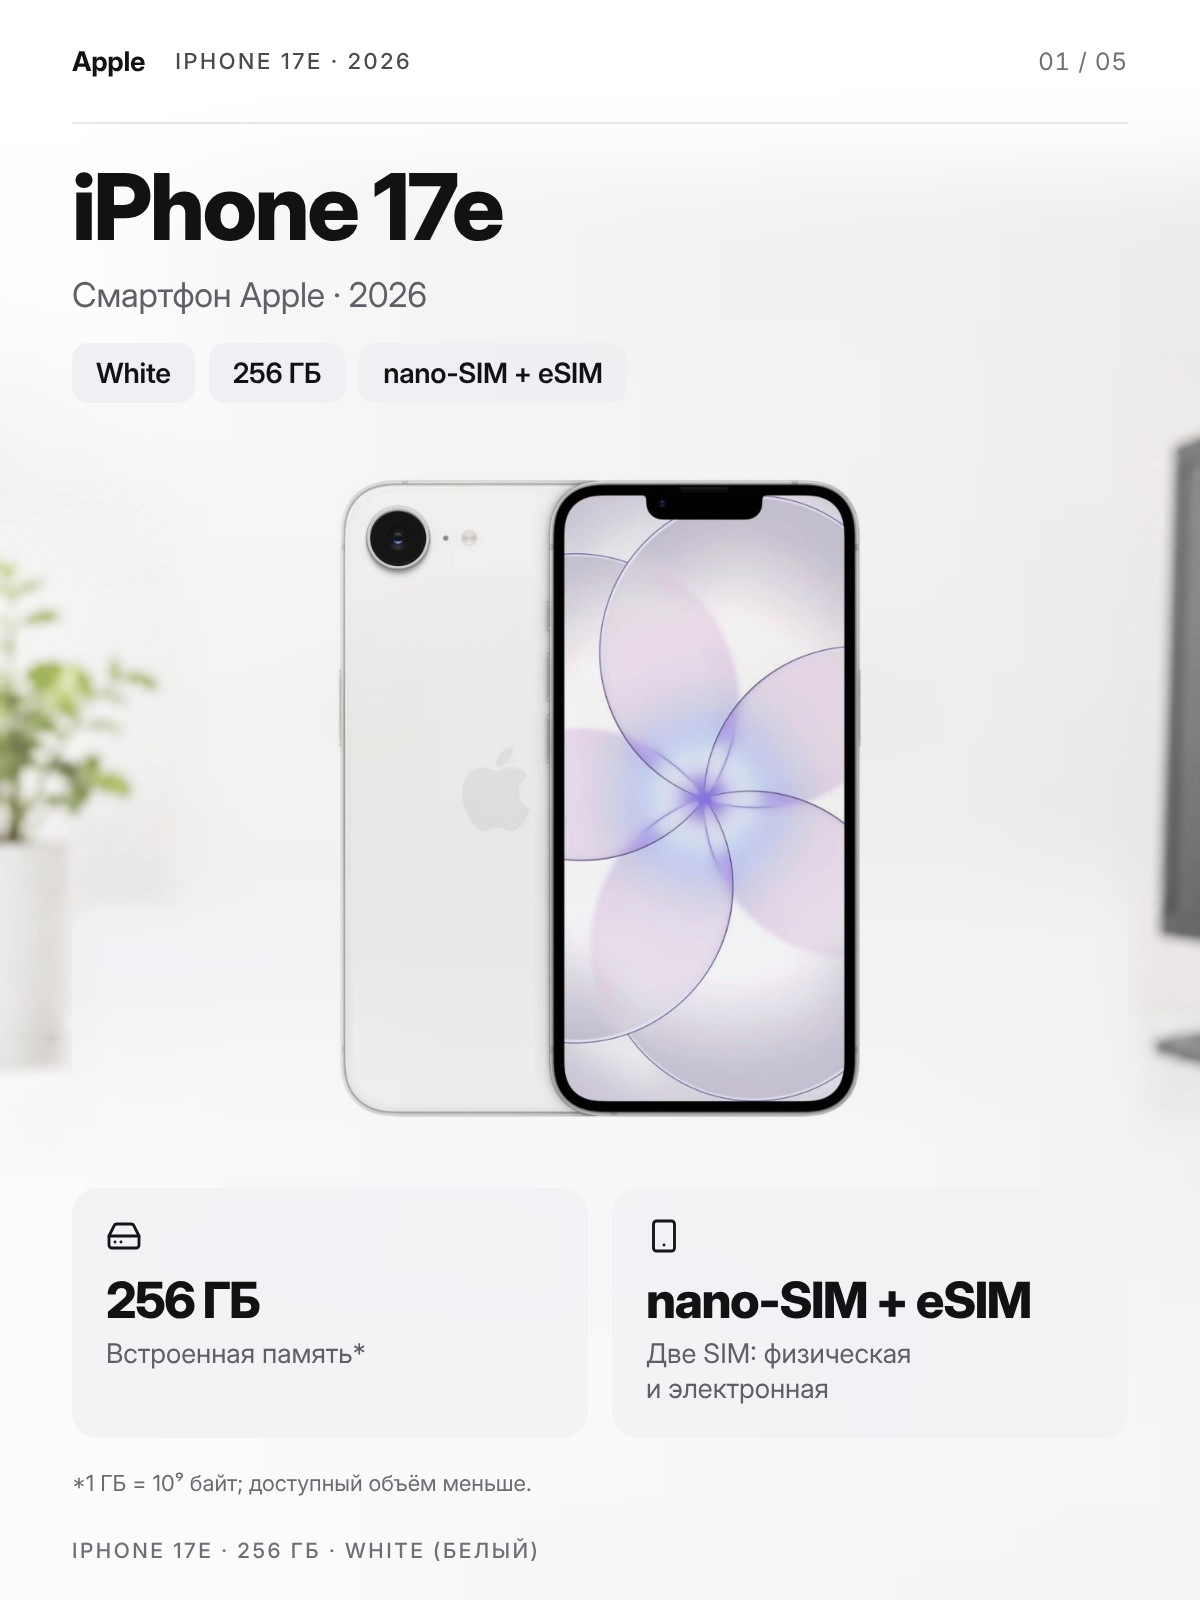 Apple IPHONE 17E · 2026 01 / 05
iPhone 17e
Смартфон Apple · 2026
White 256 ГБ nano-SIM + eSIM
256 ГБ
Встроенная память*
nano-SIM + eSIM
Две SIM: физическая
и электронная
*1 ГБ = 10⁹ байт; доступный объём меньше.
IPHONE 17E · 256 ГБ · WHITE (БЕЛЫЙ)